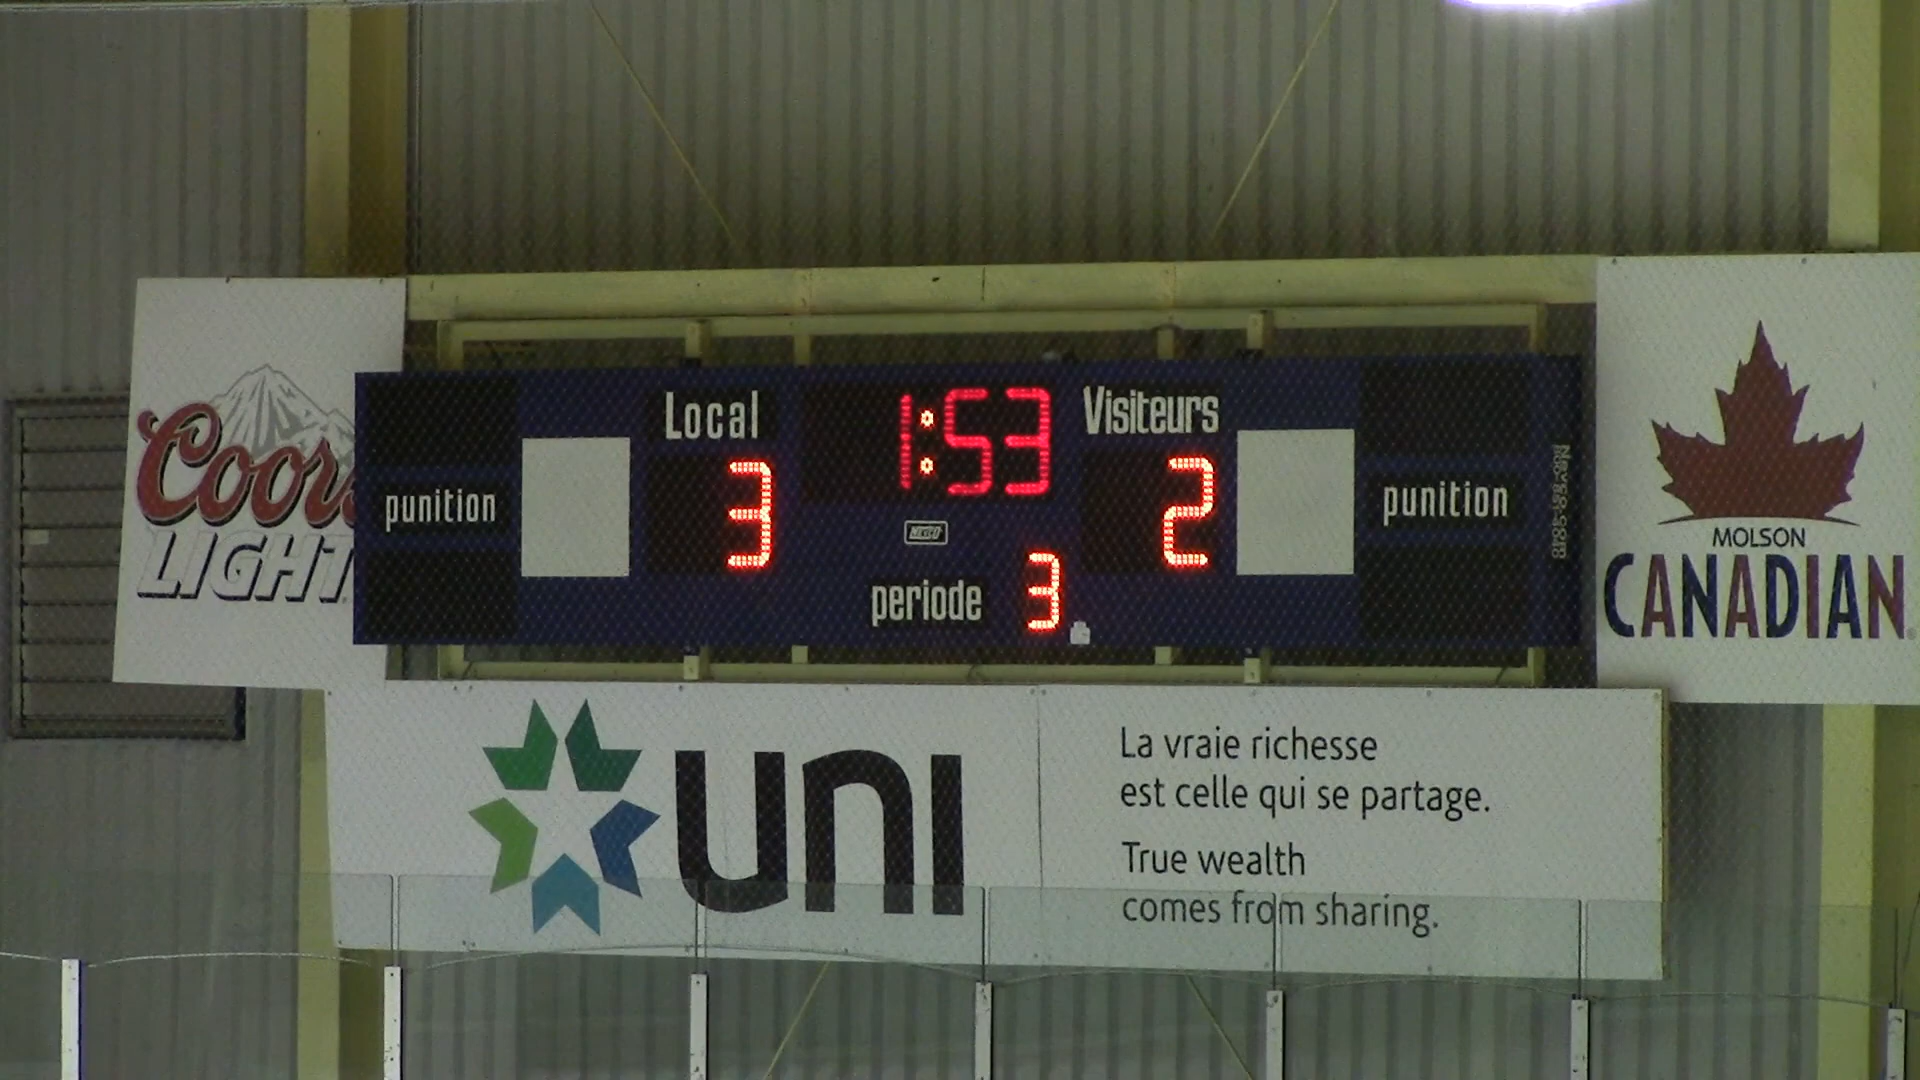 Coors
LIGHT
punition
Local
3
1:53
Visiteurs
2
periode
3
punition
MOLSON
CANADIAN
UNI
La vraie richesse
est celle qui se partage.
True wealth
comes from sharing.